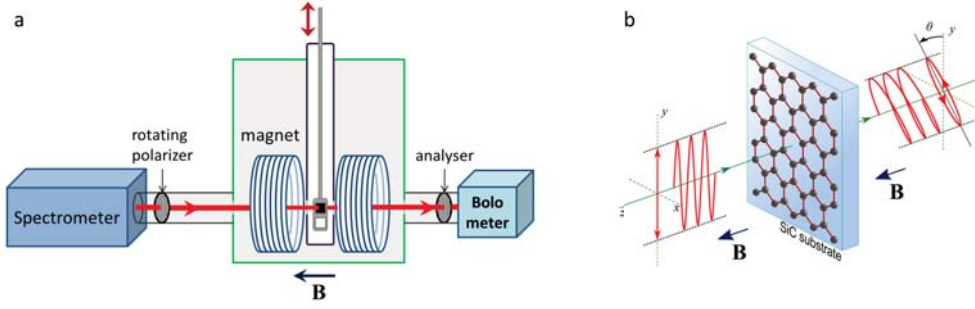 a
rotating
polarizer
magnet
analyser
Spectrometer
Bolo
meter
B
b
θ
y
y
z
x
B
SiC substrate
B